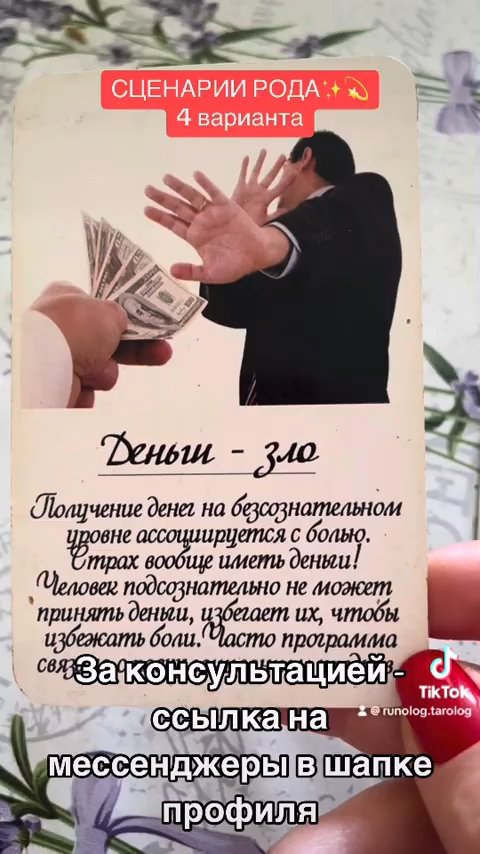 СЦЕНАРИИ РОДА✨💫
4 варианта
Деньги - зло
Получение денег на безсознательном
уровне ассоциируется с болью.
Страх вообще иметь деньги!
Человек подсознательно не может
принять деньги, избегает их, чтобы
избежать боли. Часто программа
За консультацией -
ссылка на
мессенджеры в шапке
профиля
TikTok
@runolog.tarolog